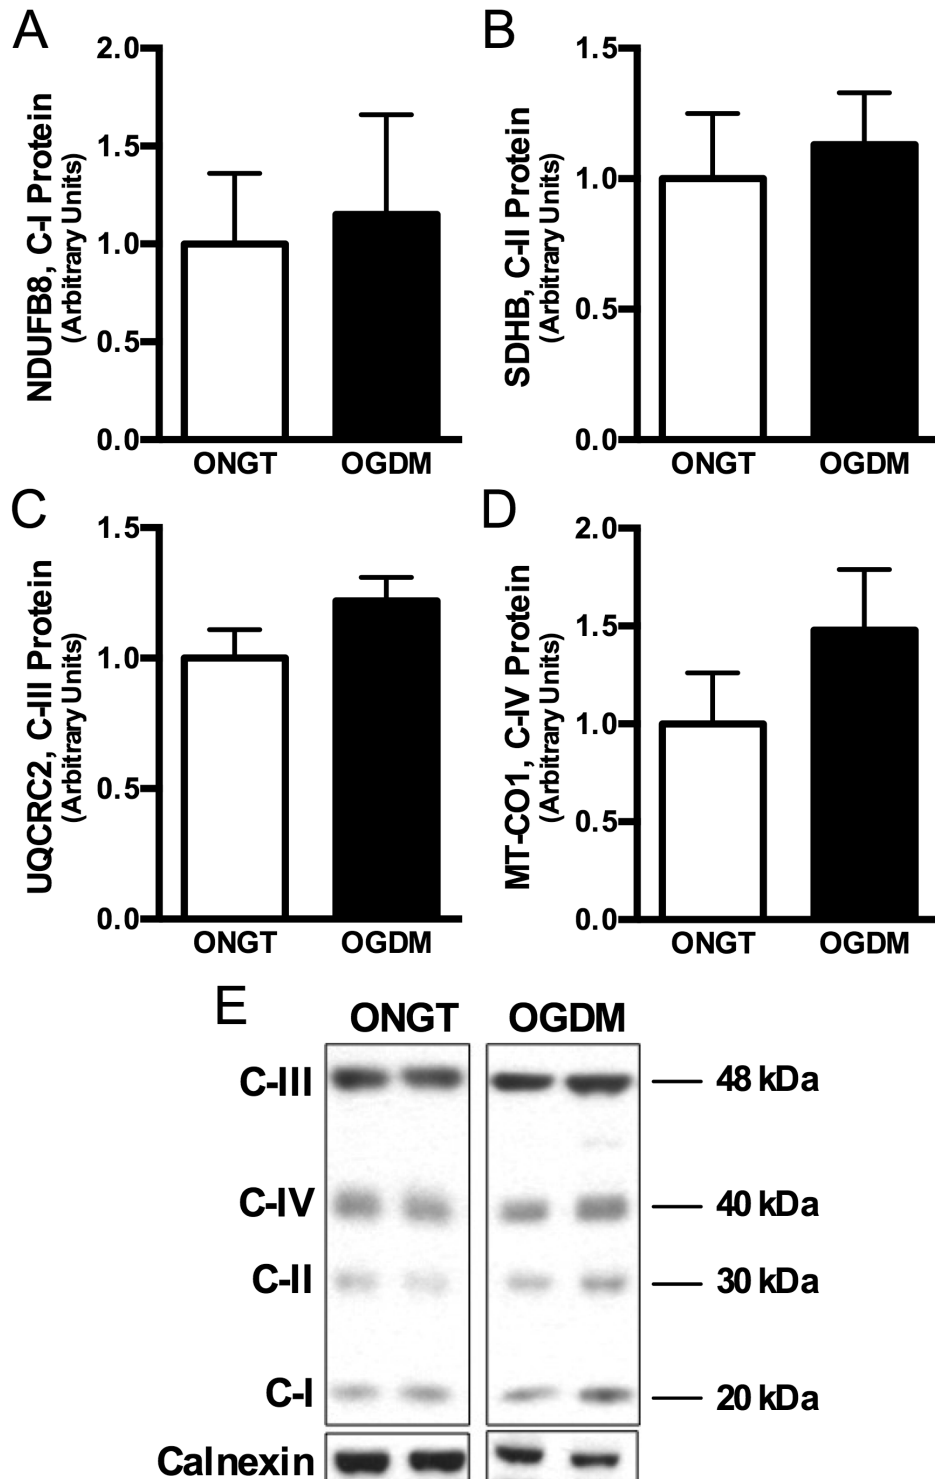 A
NDUFB8, C-I Protein
(Arbitrary Units)
2.0
1.5
1.0
0.5
0.0
ONGT OGDM
B
SDHB, C-II Protein
(Arbitrary Units)
1.5
1.0
0.5
0.0
ONGT OGDM
C
UQCRC2, C-III Protein
(Arbitrary Units)
1.5
1.0
0.5
0.0
ONGT OGDM
D
MT-CO1, C-IV Protein
(Arbitrary Units)
2.0
1.5
1.0
0.5
0.0
ONGT OGDM
E
ONGT OGDM
C-III 48 kDa
C-IV 40 kDa
C-II 30 kDa
C-I 20 kDa
Calnexin